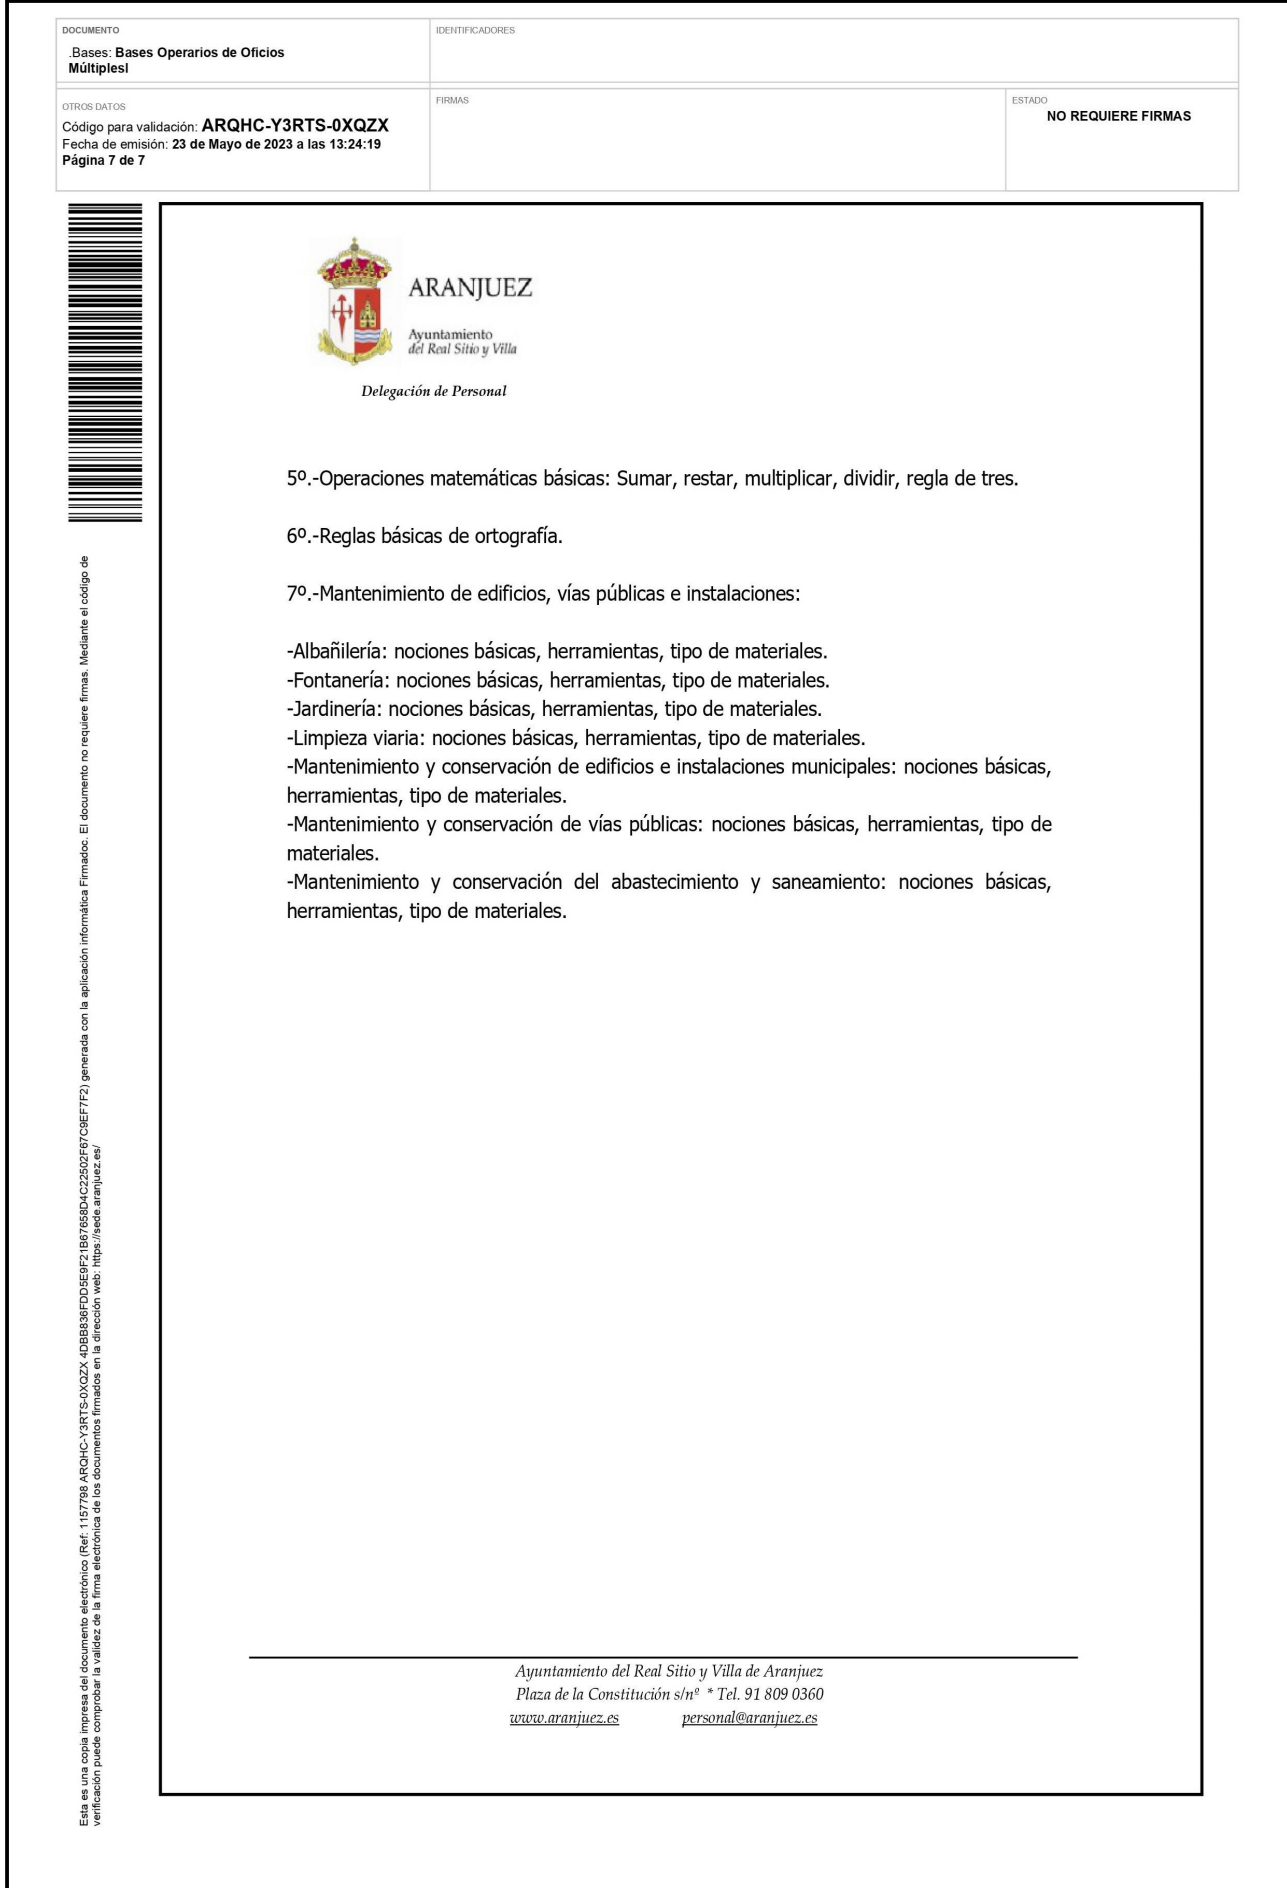 DOCUMENTO
.Bases: Bases Operarios de Oficios
MúltiplesI
IDENTIFICADORES
OTROS DATOS
Código para validación: ARQHC-Y3RTS-0XQZX
Fecha de emisión: 23 de Mayo de 2023 a las 13:24:19
Página 7 de 7
FIRMAS
ESTADO
NO REQUIERE FIRMAS
ARANJUEZ
Ayuntamiento
del Real Sitio y Villa
Delegación de Personal
5º.-Operaciones matemáticas básicas: Sumar, restar, multiplicar, dividir, regla de tres.
6º.-Reglas básicas de ortografía.
7º.-Mantenimiento de edificios, vías públicas e instalaciones:
-Albañilería: nociones básicas, herramientas, tipo de materiales.
-Fontanería: nociones básicas, herramientas, tipo de materiales.
-Jardinería: nociones básicas, herramientas, tipo de materiales.
-Limpieza viaria: nociones básicas, herramientas, tipo de materiales.
-Mantenimiento y conservación de edificios e instalaciones municipales: nociones básicas,
herramientas, tipo de materiales.
-Mantenimiento y conservación de vías públicas: nociones básicas, herramientas, tipo de
materiales.
-Mantenimiento y conservación del abastecimiento y saneamiento: nociones básicas,
herramientas, tipo de materiales.
Ayuntamiento del Real Sitio y Villa de Aranjuez
Plaza de la Constitución s/nº * Tel. 91 809 0360
www.aranjuez.es personal@aranjuez.es
Esta es una copia impresa del documento electrónico (Ref: 1157798 ARQHC-Y3RTS-0XQZX 4DBB836FDD5E9F21B67658D4C22502F67C9EF7F2) generada con la aplicación informática Firmadoc. El documento no requiere firmas. Mediante el código de
verificación puede comprobar la validez de la firma electrónica de los documentos firmados en la dirección web: https://sede.aranjuez.es/